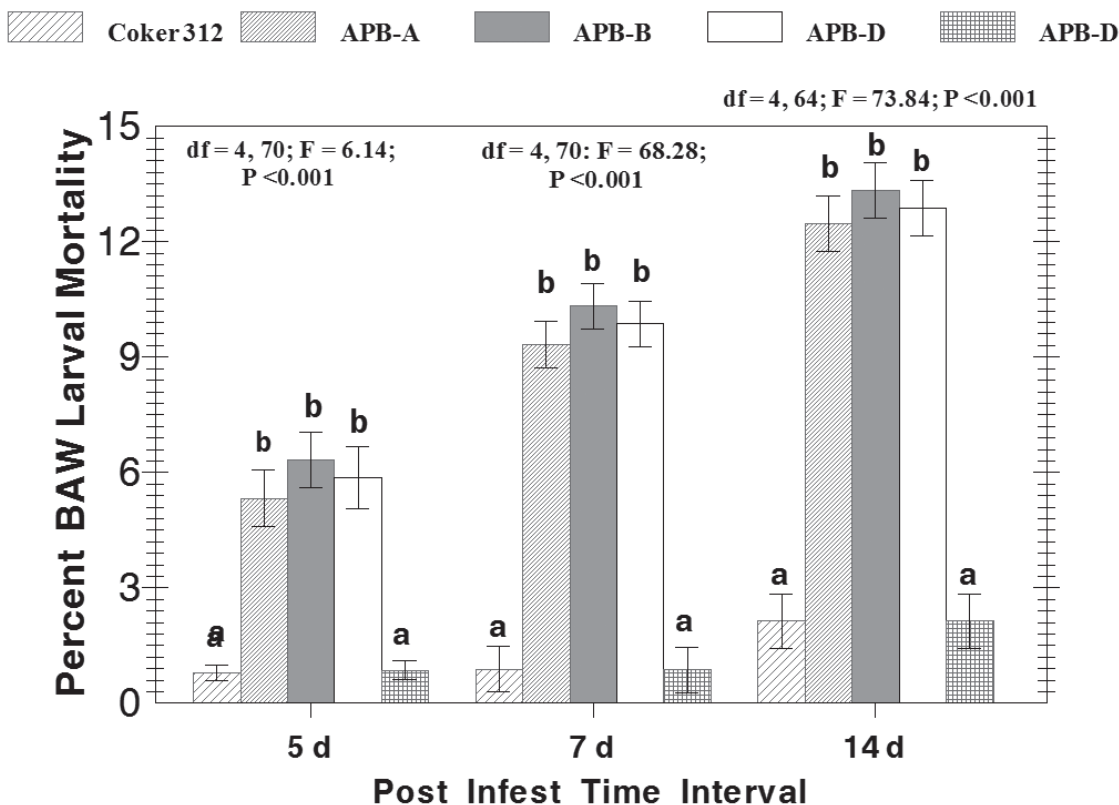 Coker 312 APB-A APB-B APB-D APB-D
df = 4, 64; F = 73.84; P <0.001
df = 4, 70; F = 6.14;
P <0.001
df = 4, 70: F = 68.28;
P <0.001
Percent BAW Larval Mortality
15
12
9
6
3
0
a a b b b a
a b b b a
a b b b a
5 d 7 d 14 d
Post Infest Time Interval